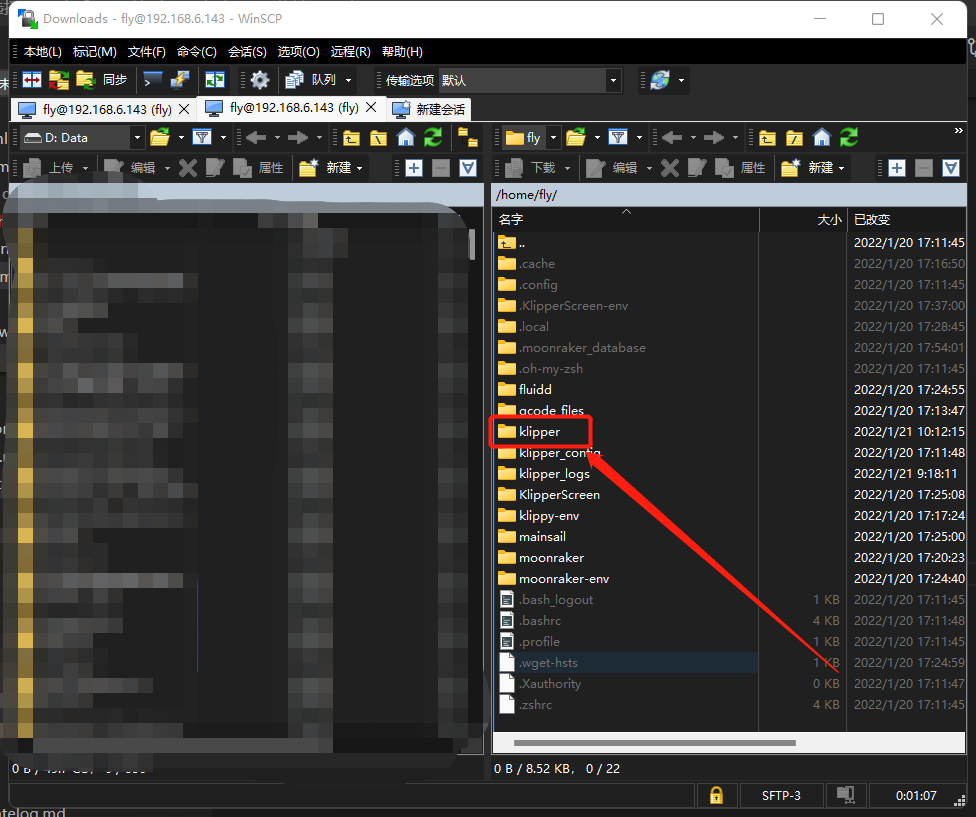 Downloads - fly@192.168.6.143 - WinSCP
本地(L) 标记(M) 文件(F) 命令(C) 会话(S) 选项(O) 远程(R) 帮助(H)
同步 队列 传输选项 默认
fly@192.168.6.143 (fly) fly@192.168.6.143 (fly) 新建会话
D: Data fly
上传 编辑 属性 新建 下载 编辑 属性 新建
/home/fly/
名字 大小 已改变
.. 2022/1/20 17:11:45
.cache 2022/1/20 17:16:50
.config 2022/1/20 17:11:45
.KlipperScreen-env 2022/1/20 17:37:00
.local 2022/1/20 17:28:45
.moonraker_database 2022/1/20 17:54:01
.oh-my-zsh 2022/1/20 17:11:45
fluidd 2022/1/20 17:24:55
gcode_files 2022/1/20 17:13:47
klipper 2022/1/21 10:12:15
klipper_config 2022/1/20 17:11:48
klipper_logs 2022/1/21 9:18:11
KlipperScreen 2022/1/20 17:25:08
klippy-env 2022/1/20 17:17:24
mainsail 2022/1/20 17:25:00
moonraker 2022/1/20 17:20:23
moonraker-env 2022/1/20 17:24:40
.bash_logout 1 KB 2022/1/20 17:11:45
.bashrc 4 KB 2022/1/20 17:11:48
.profile 1 KB 2022/1/20 17:11:45
.wget-hsts 1 KB 2022/1/20 17:24:59
.Xauthority 0 KB 2022/1/20 17:11:47
.zshrc 4 KB 2022/1/20 17:11:45
0 B / 8.52 KB， 0 / 22
SFTP-3 0:01:07
telog.md